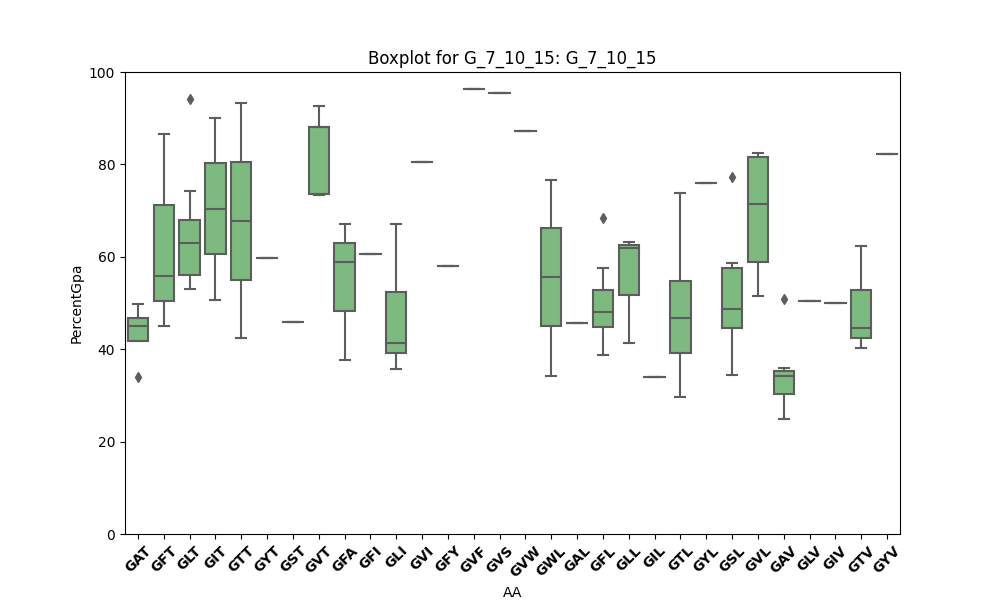 Boxplot for G_7_10_15: G_7_10_15
100
80
60
40
20
0
PercentGpa
GAT GFT GLT GIT GTT GYT GST GVT GFA GFI GLI GVI GFY GVF GVS GVW GWL GAL GFL GLL GIL GTL GYL GSL GVL GAV GLV GIV GTV GYV
AA